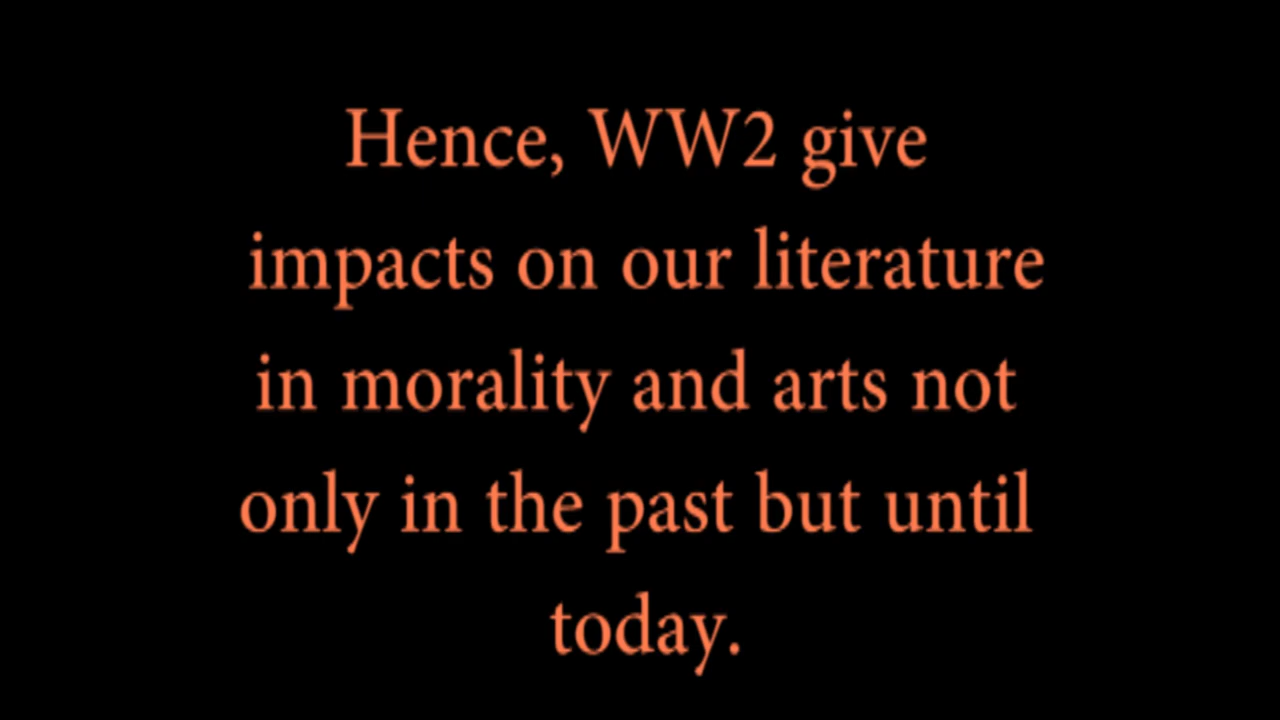 Hence, WW2 give
impacts on our literature
in morality and arts not
only in the past but until
today.